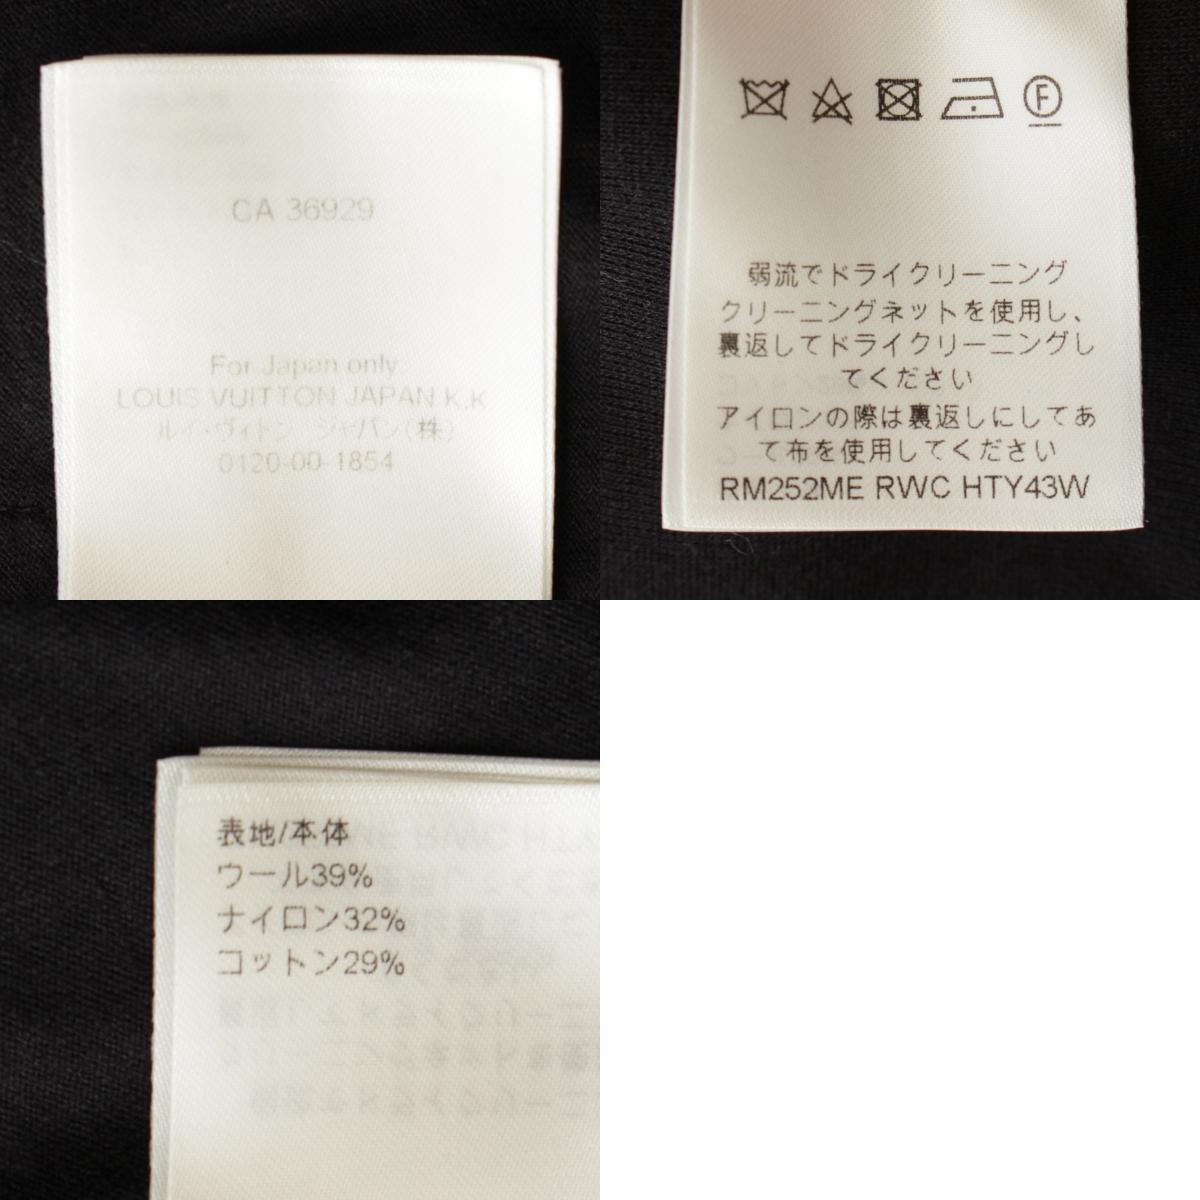 CA 36929
For Japan only
LOUIS VUITTON JAPAN K.K
ルイ・ヴィトン ジャパン(株)
0120-00-1854
F
弱流でドライクリーニング
クリーニングネットを使用し、
裏返してドライクリーニングし
てください
アイロンの際は裏返しにしてあ
て布を使用してください
RM252ME RWC HTY43W
表地/本体
ウール39%
ナイロン32%
コットン29%